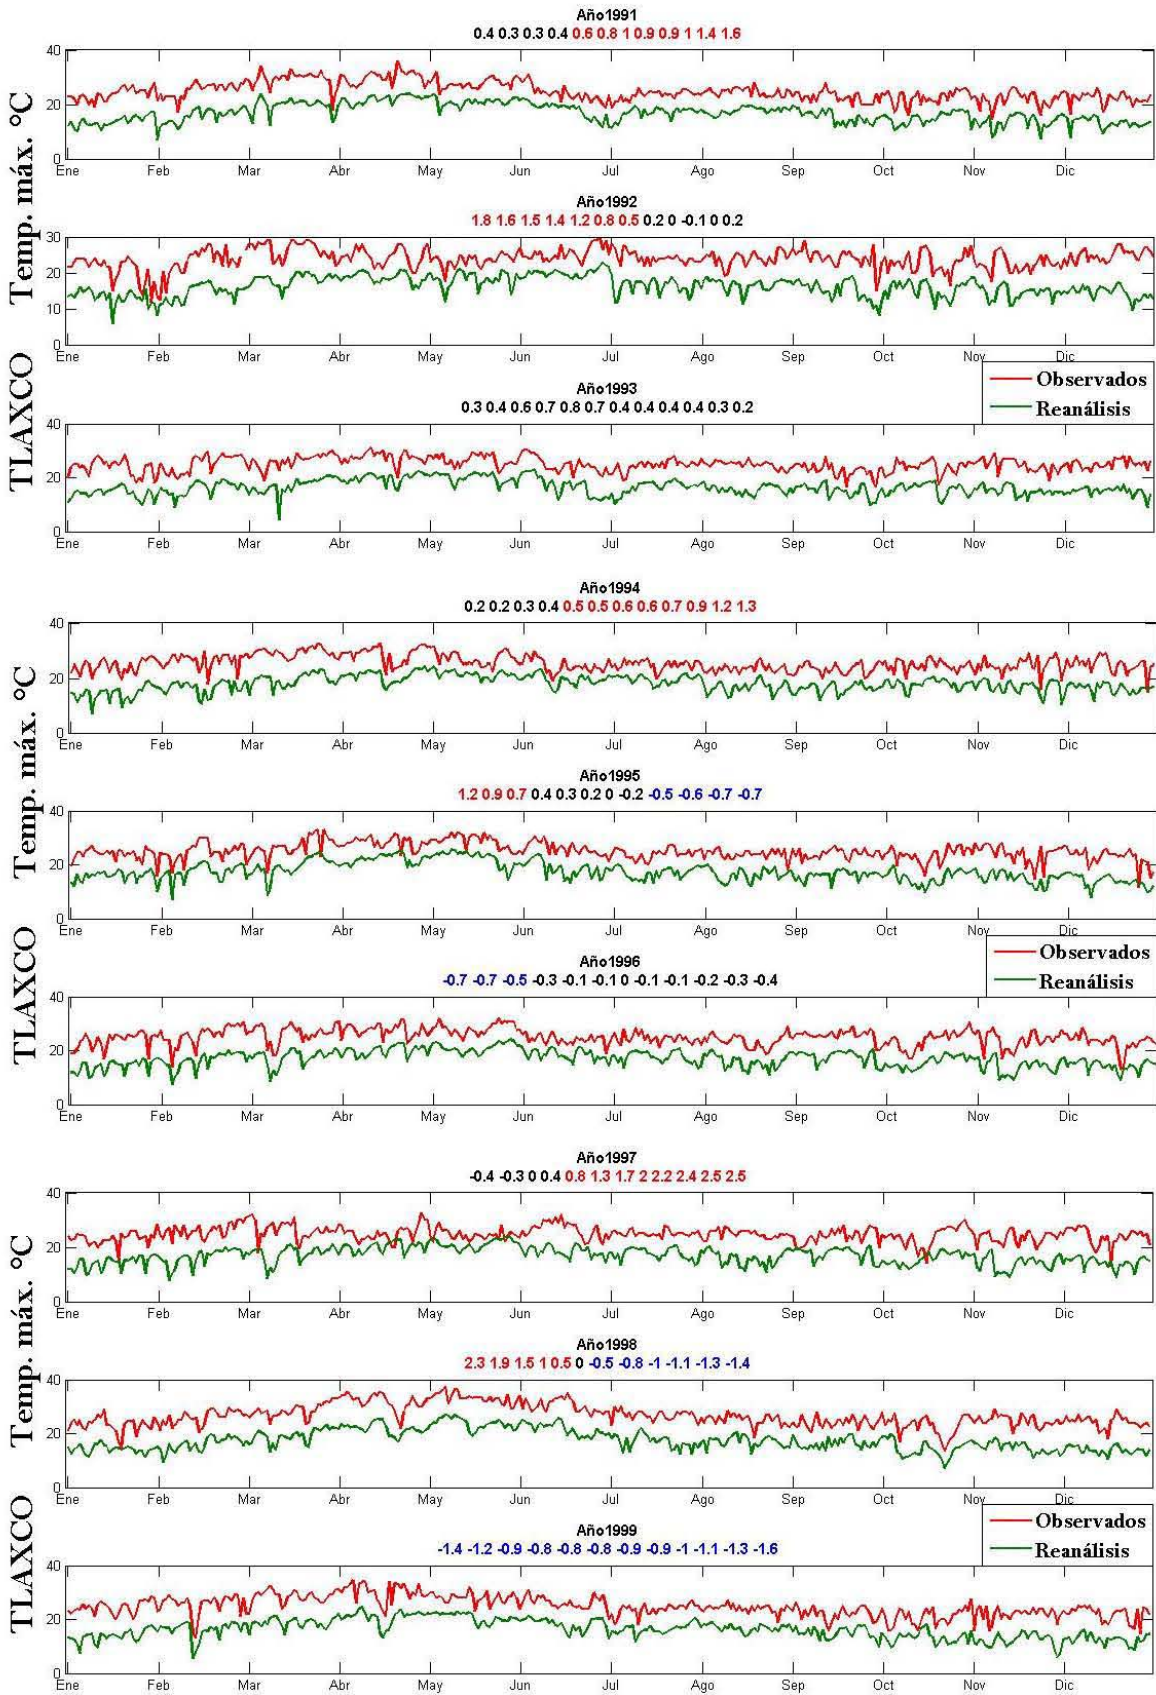 Año1991
0.4 0.3 0.3 0.4 0.6 0.8 1 0.9 0.9 1 1.4 1.6
40
20
0
Ene Feb Mar Abr May Jun Jul Ago Sep Oct Nov Dic
Temp. máx. °C
Año1992
1.8 1.6 1.5 1.4 1.2 0.8 0.5 0.2 0 -0.1 0 0.2
30
20
10
0
Ene Feb Mar Abr May Jun Jul Ago Sep Oct Nov Dic
Observados
Reanálisis
TLAXCO
Año1993
0.3 0.4 0.6 0.7 0.8 0.7 0.4 0.4 0.4 0.4 0.3 0.2
40
20
0
Ene Feb Mar Abr May Jun Jul Ago Sep Oct Nov Dic
Año1994
0.2 0.2 0.3 0.4 0.5 0.5 0.6 0.6 0.7 0.9 1.2 1.3
40
20
0
Ene Feb Mar Abr May Jun Jul Ago Sep Oct Nov Dic
Temp. máx. °C
Año1995
1.2 0.9 0.7 0.4 0.3 0.2 0 -0.2 -0.5 -0.6 -0.7 -0.7
40
20
0
Ene Feb Mar Abr May Jun Jul Ago Sep Oct Nov Dic
Observados
Reanálisis
TLAXCO
Año1996
-0.7 -0.7 -0.5 -0.3 -0.1 -0.1 0 -0.1 -0.1 -0.2 -0.3 -0.4
40
20
0
Ene Feb Mar Abr May Jun Jul Ago Sep Oct Nov Dic
Año1997
-0.4 -0.3 0 0.4 0.8 1.3 1.7 2 2.2 2.4 2.5 2.5
40
20
0
Ene Feb Mar Abr May Jun Jul Ago Sep Oct Nov Dic
Temp. máx. °C
Año1998
2.3 1.9 1.5 1 0.5 0 -0.5 -0.8 -1 -1.1 -1.3 -1.4
40
20
0
Ene Feb Mar Abr May Jun Jul Ago Sep Oct Nov Dic
Observados
Reanálisis
TLAXCO
Año1999
-1.4 -1.2 -0.9 -0.8 -0.8 -0.8 -0.9 -0.9 -1 -1.1 -1.3 -1.6
40
20
0
Ene Feb Mar Abr May Jun Jul Ago Sep Oct Nov Dic